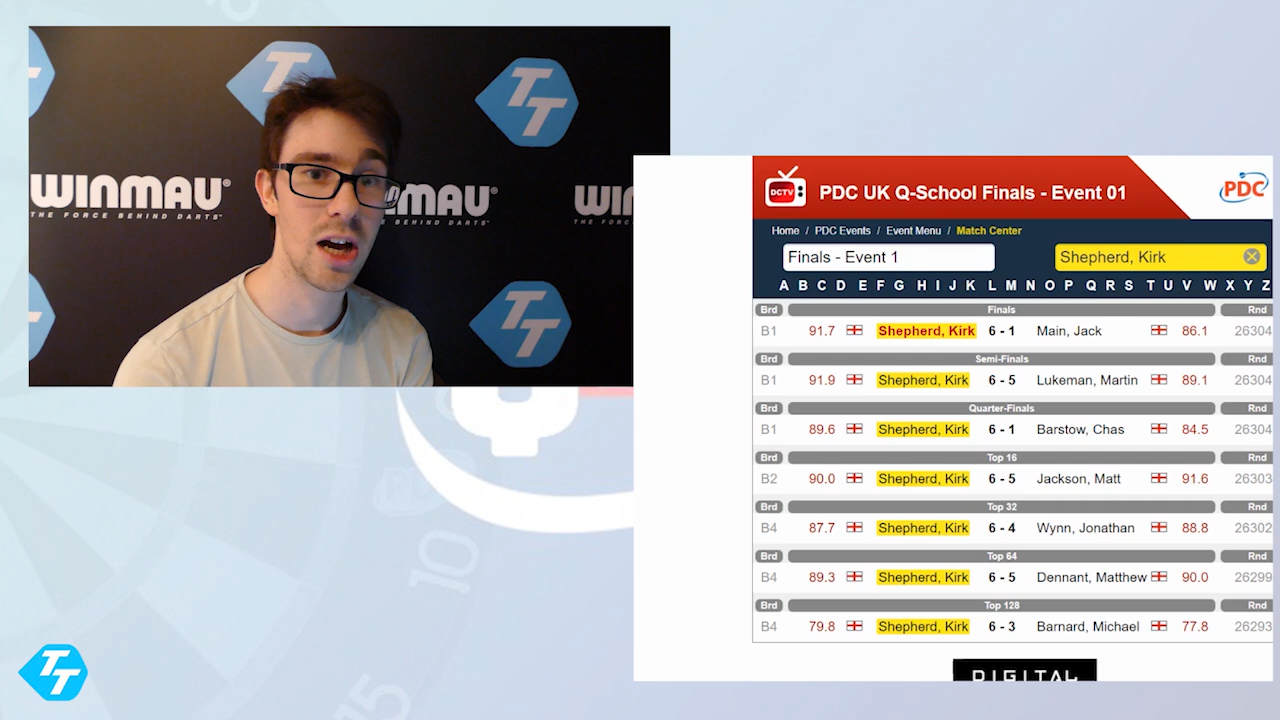 TT
TT
WINMAU®
THE FORCE BEHIND DARTS™
MAU®
BEHIND DARTS™
WIN
THE FORCE
TT
DCTV
PDC UK Q-School Finals - Event 01
PDC
Home / PDC Events / Event Menu / Match Center
Finals - Event 1
Shepherd, Kirk
A B C D E F G H I J K L M N O P Q R S T U V W X Y Z
Brd Finals Rnd
B1 91.7 Shepherd, Kirk 6 - 1 Main, Jack 86.1 26304
Brd Semi-Finals Rnd
B1 91.9 Shepherd, Kirk 6 - 5 Lukeman, Martin 89.1 26304
Brd Quarter-Finals Rnd
B1 89.6 Shepherd, Kirk 6 - 1 Barstow, Chas 84.5 26304
Brd Top 16 Rnd
B2 90.0 Shepherd, Kirk 6 - 5 Jackson, Matt 91.6 26303
Brd Top 32 Rnd
B4 87.7 Shepherd, Kirk 6 - 4 Wynn, Jonathan 88.8 26302
Brd Top 64 Rnd
B4 89.3 Shepherd, Kirk 6 - 5 Dennant, Matthew 90.0 26299
Brd Top 128 Rnd
B4 79.8 Shepherd, Kirk 6 - 3 Barnard, Michael 77.8 26293
DIGITAL
Q
10
15
TT